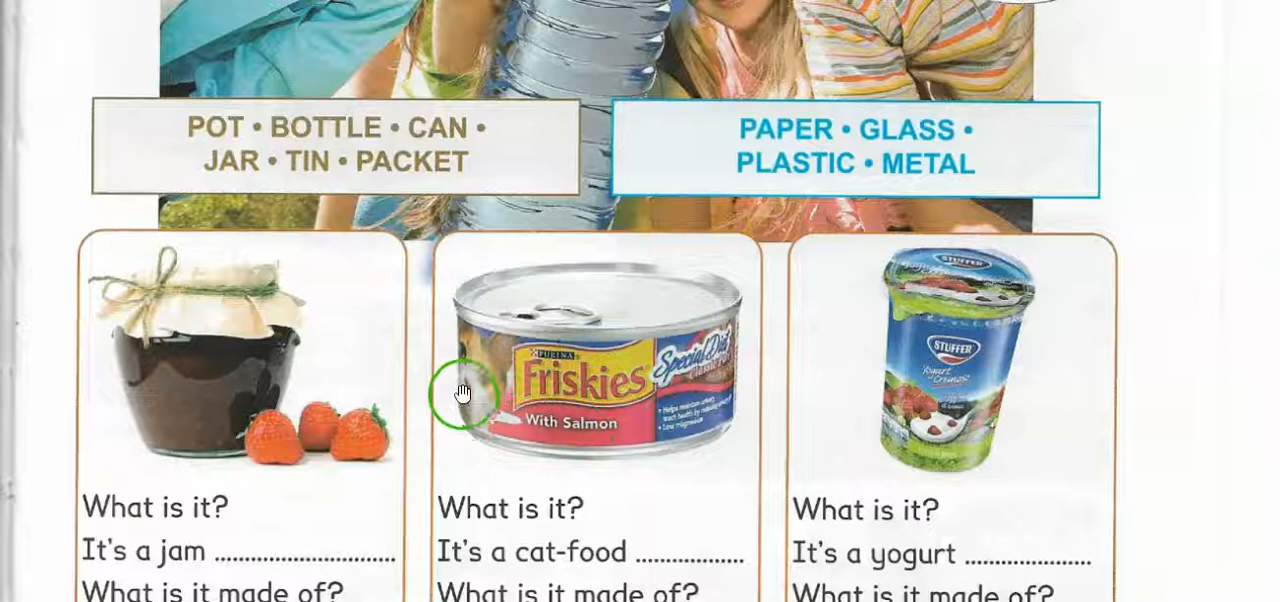 POT • BOTTLE • CAN •
JAR • TIN • PACKET
PAPER • GLASS •
PLASTIC • METAL
PURINA
Friskies
With Salmon
Special Diet
STUFFER
STUFFER
Yogurt
What is it?
It's a jam ..............................
What is it made of?
What is it?
It's a cat-food ..................
What is it made of?
What is it?
It's a yogurt .....................
What is it made of?